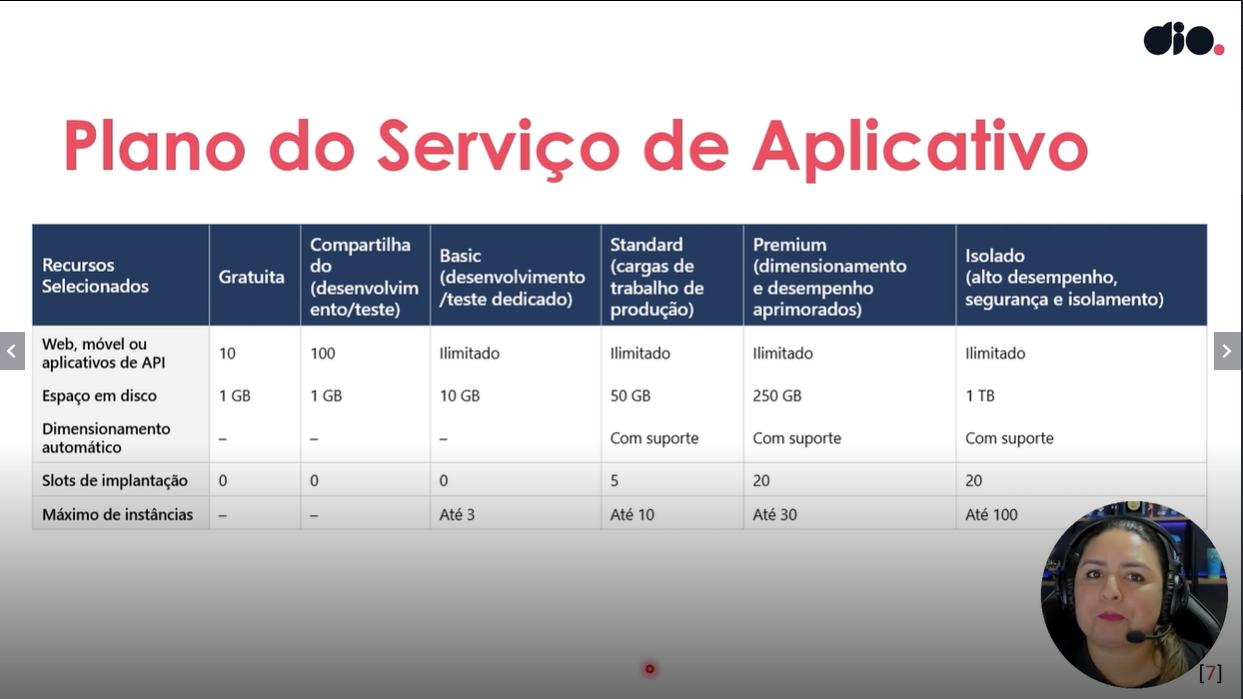 dio.
Plano do Serviço de Aplicativo
Recursos
Selecionados
Gratuita
Compartilha
do
(desenvolvim
ento/teste)
Basic
(desenvolvimento
/teste dedicado)
Standard
(cargas de
trabalho de
produção)
Premium
(dimensionamento
e desempenho
aprimorados)
Isolado
(alto desempenho,
segurança e isolamento)
Web, móvel ou
aplicativos de API
10
100
Ilimitado
Ilimitado
Ilimitado
Ilimitado
Espaço em disco
1 GB
1 GB
10 GB
50 GB
250 GB
1 TB
Dimensionamento
automático
–
–
–
Com suporte
Com suporte
Com suporte
Slots de implantação
0
0
0
5
20
20
Máximo de instâncias
–
–
Até 3
Até 10
Até 30
Até 100
[7]